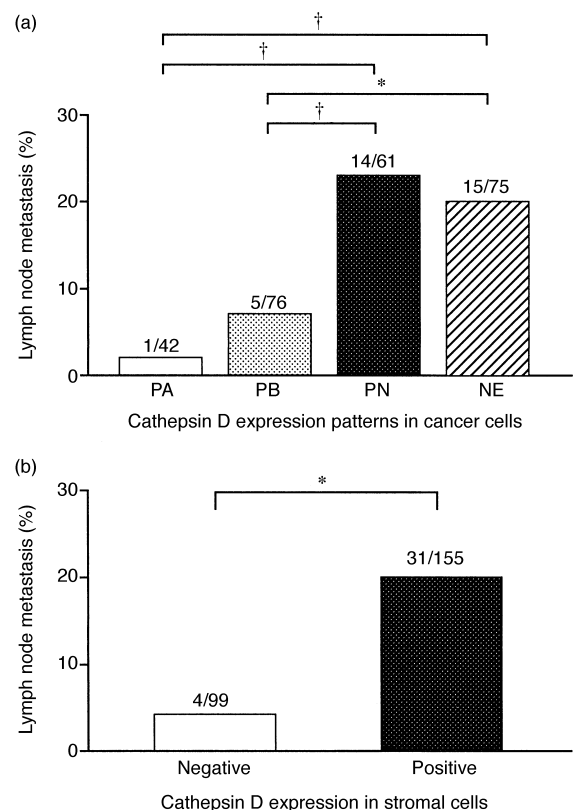 (a)
†
†
*
†
30
20
10
0
Lymph node metastasis (%)
1/42
5/76
14/61
15/75
PA PB PN NE
Cathepsin D expression patterns in cancer cells
(b)
*
30
20
10
0
Lymph node metastasis (%)
4/99
31/155
Negative Positive
Cathepsin D expression in stromal cells